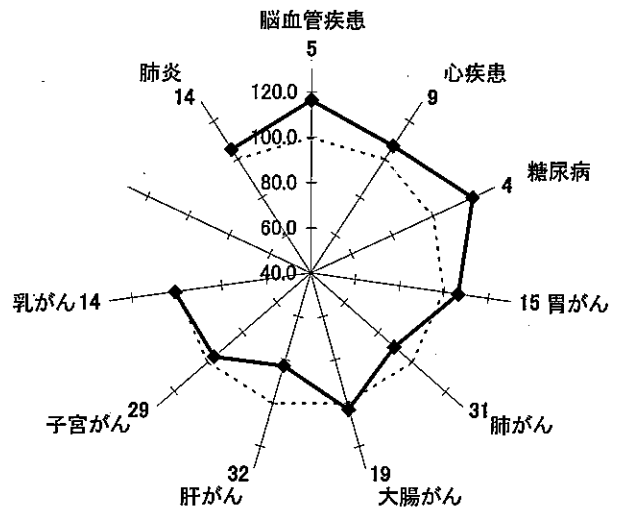 脳血管疾患
5
肺炎
14
心疾患
9
120.0
100.0
80.0
60.0
40.0
糖尿病
4
乳がん 14
15 胃がん
子宮がん
29
31
肺がん
32
肝がん
19
大腸がん